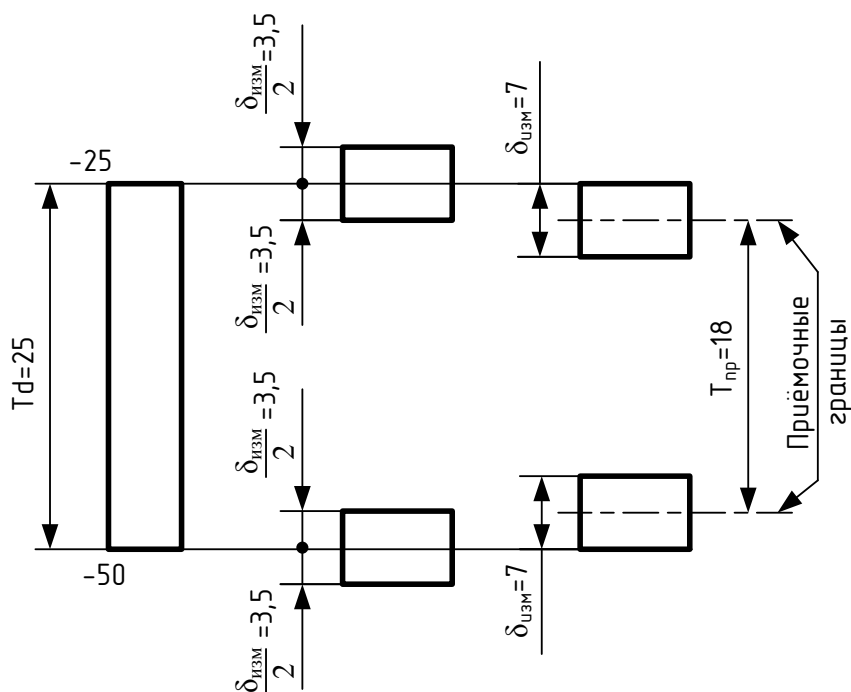 δизм/2=3,5
δизм=7
-25
δизм/2=3,5
Td=25
Tпр=18
Приёмочные
границы
δизм/2=3,5
-50
δизм=7
δизм/2=3,5